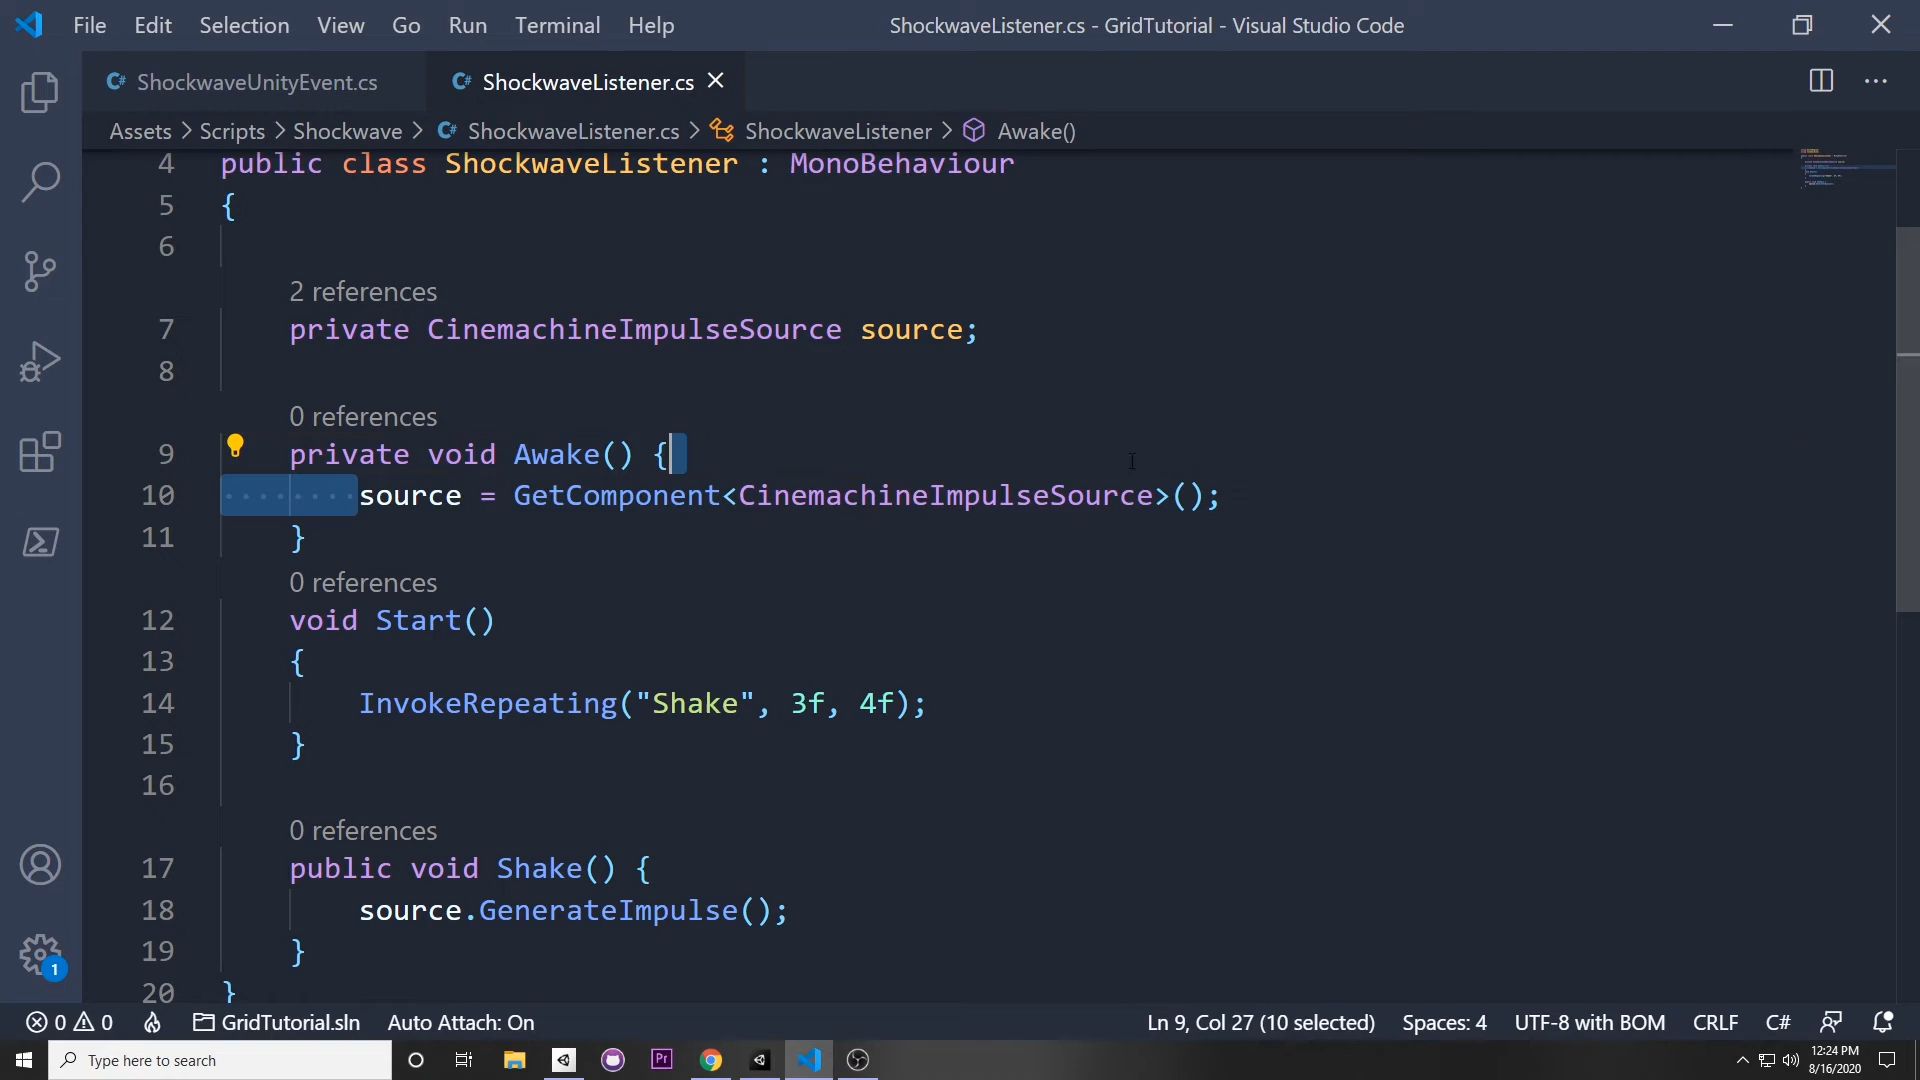 File Edit Selection View Go Run Terminal Help ShockwaveListener.cs - GridTutorial - Visual Studio Code
C# ShockwaveUnityEvent.cs C# ShockwaveListener.cs
Assets > Scripts > Shockwave > C# ShockwaveListener.cs > ShockwaveListener > Awake()
4 public class ShockwaveListener : MonoBehaviour
5 {
6
2 references
7 private CinemachineImpulseSource source;
8
0 references
9 private void Awake() {
10 source = GetComponent<CinemachineImpulseSource>();
11 }
0 references
12 void Start()
13 {
14 InvokeRepeating("Shake", 3f, 4f);
15 }
16
0 references
17 public void Shake() {
18 source.GenerateImpulse();
19 }
20 }
1
0 0 GridTutorial.sln Auto Attach: On Ln 9, Col 27 (10 selected) Spaces: 4 UTF-8 with BOM CRLF C#
Type here to search Pr 12:24 PM
8/16/2020